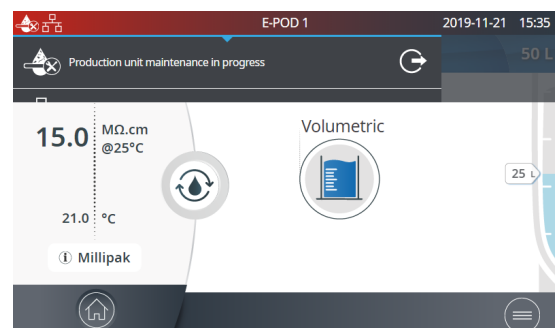 E-POD 1
2019-11-21 15:35
Production unit maintenance in progress
50 L
15.0 MΩ.cm
@25°C
Volumetric
25 L
21.0 °C
i Millipak